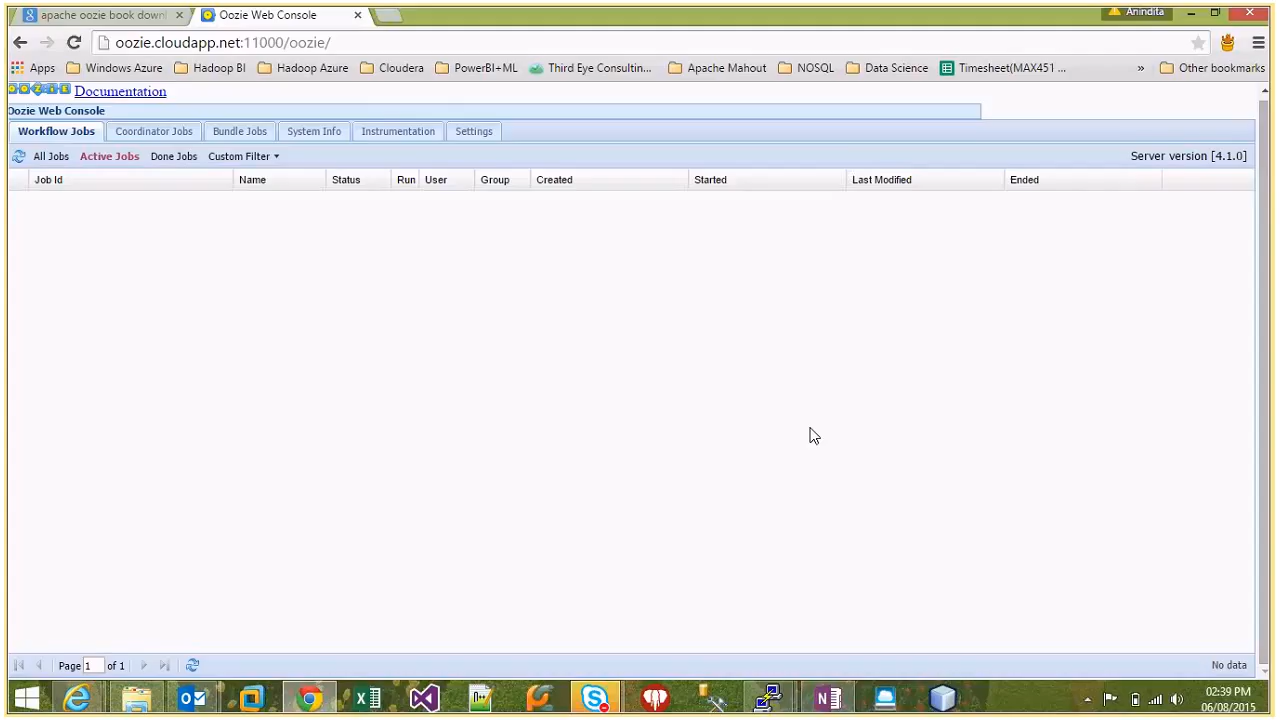 apache oozie book downl
Oozie Web Console
Anindita
oozie.cloudapp.net:11000/oozie/
Apps Windows Azure Hadoop BI Hadoop Azure Cloudera PowerBI+ML Third Eye Consultin... Apache Mahout NOSQL Data Science Timesheet(MAX451 ... » Other bookmarks
OOZIE Documentation
Oozie Web Console
Workflow Jobs Coordinator Jobs Bundle Jobs System Info Instrumentation Settings
All Jobs Active Jobs Done Jobs Custom Filter Server version [4.1.0]
Job Id Name Status Run User Group Created Started Last Modified Ended
Page 1 of 1 No data
02:39 PM
06/08/2015